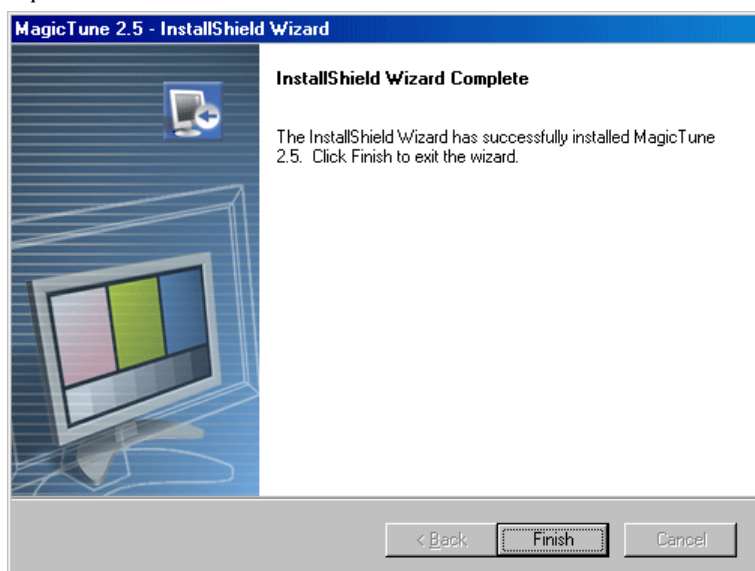 MagicTune 2.5 - InstallShield Wizard
InstallShield Wizard Complete
The InstallShield Wizard has successfully installed MagicTune
2.5. Click Finish to exit the wizard.
< Back
Finish
Cancel